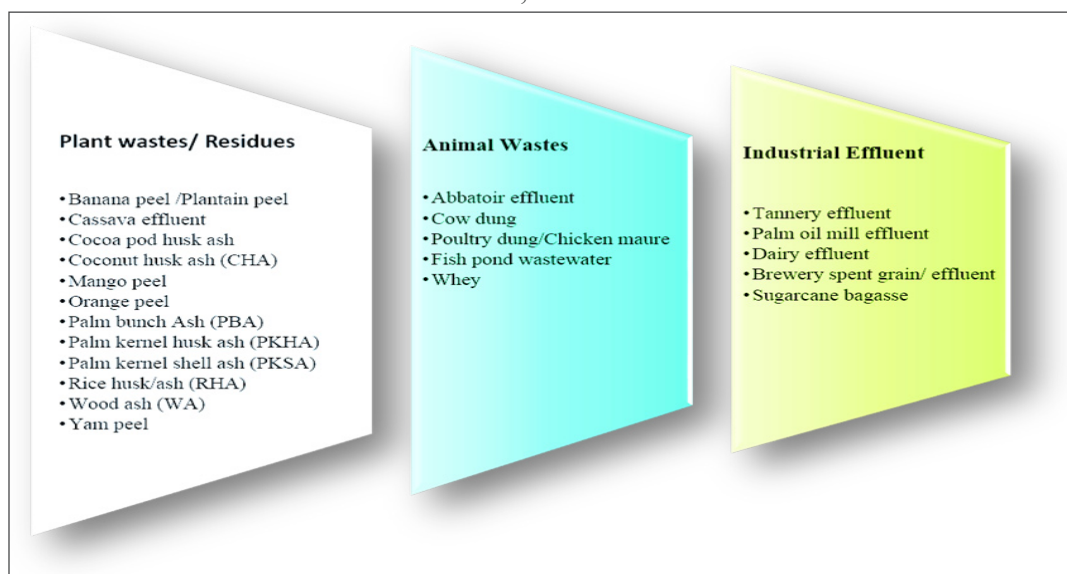 Plant wastes/ Residues
•Banana peel /Plantain peel
•Cassava effluent
•Cocoa pod husk ash
•Coconut husk ash (CHA)
•Mango peel
•Orange peel
•Palm bunch Ash (PBA)
•Palm kernel husk ash (PKHA)
•Palm kernel shell ash (PKSA)
•Rice husk/ash (RHA)
•Wood ash (WA)
•Yam peel
Animal Wastes
•Abbatoir effluent
•Cow dung
•Poultry dung/Chicken maure
•Fish pond wastewater
•Whey
Industrial Effluent
•Tannery effluent
•Palm oil mill effluent
•Dairy effluent
•Brewery spent grain/ effluent
•Sugarcane bagasse